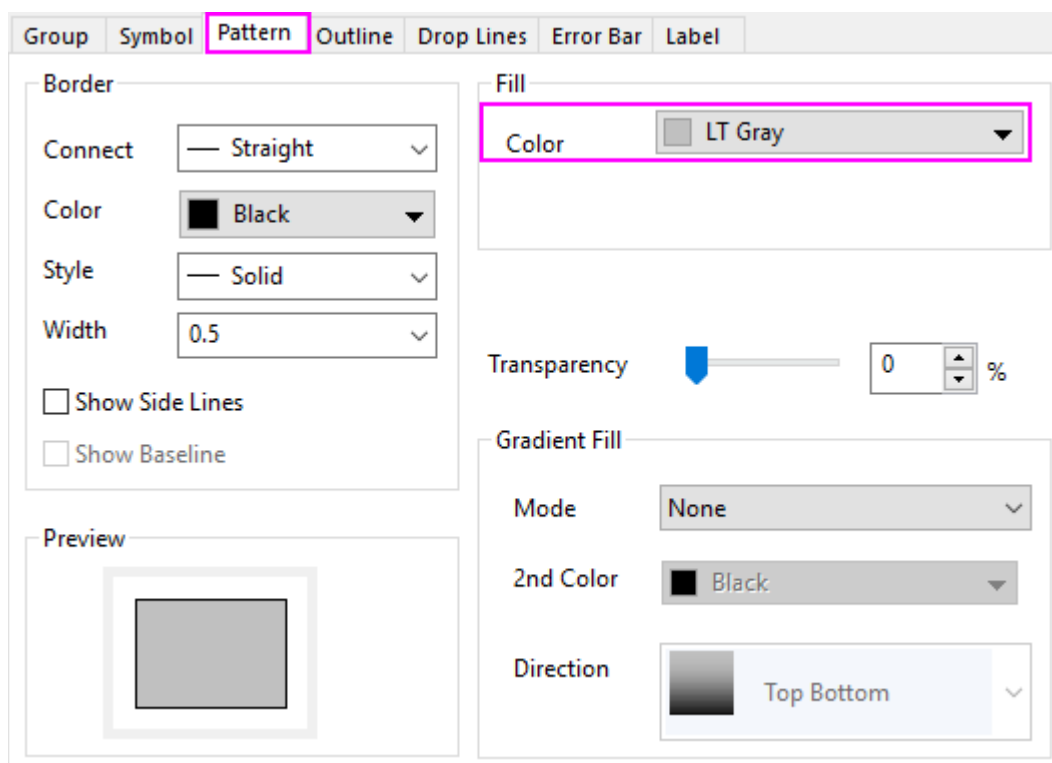 Group Symbol Pattern Outline Drop Lines Error Bar Label
Border
Connect Straight
Color Black
Style Solid
Width 0.5
Show Side Lines
Show Baseline
Preview
Fill
Color LT Gray
Transparency 0 %
Gradient Fill
Mode None
2nd Color Black
Direction Top Bottom